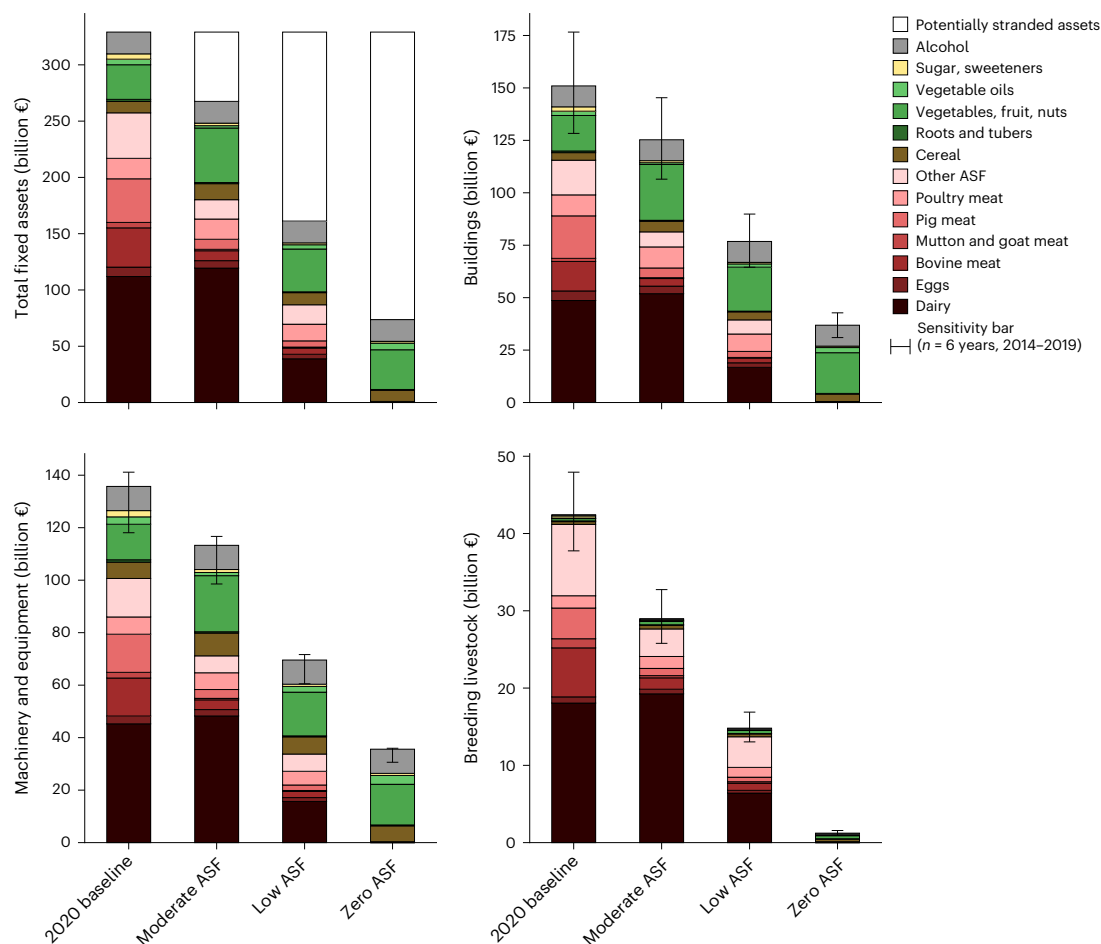 Total fixed assets (billion €)
300
250
200
150
100
50
0
Buildings (billion €)
175
150
125
100
75
50
25
0
Potentially stranded assets
Alcohol
Sugar, sweeteners
Vegetable oils
Vegetables, fruit, nuts
Roots and tubers
Cereal
Other ASF
Poultry meat
Pig meat
Mutton and goat meat
Bovine meat
Eggs
Dairy
Sensitivity bar
(n = 6 years, 2014–2019)
Machinery and equipment (billion €)
140
120
100
80
60
40
20
0
2020 baseline
Moderate ASF
Low ASF
Zero ASF
Breeding livestock (billion €)
50
40
30
20
10
0
2020 baseline
Moderate ASF
Low ASF
Zero ASF